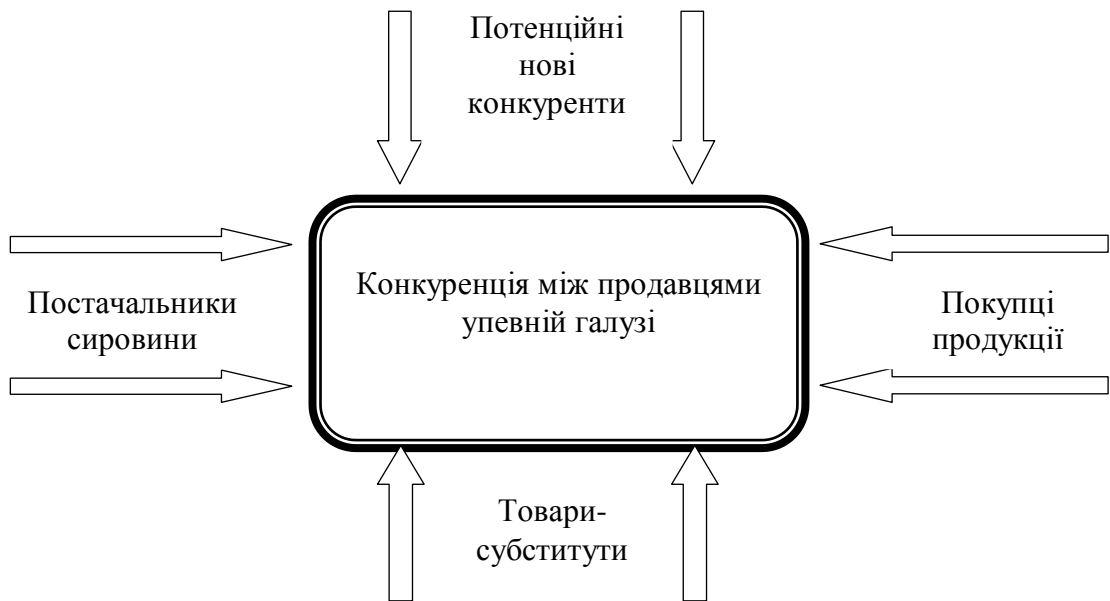 Потенційні
нові
конкуренти
Конкуренція між продавцями
упевній галузі
Постачальники
сировини
Покупці
продукції
Товари-
субститути